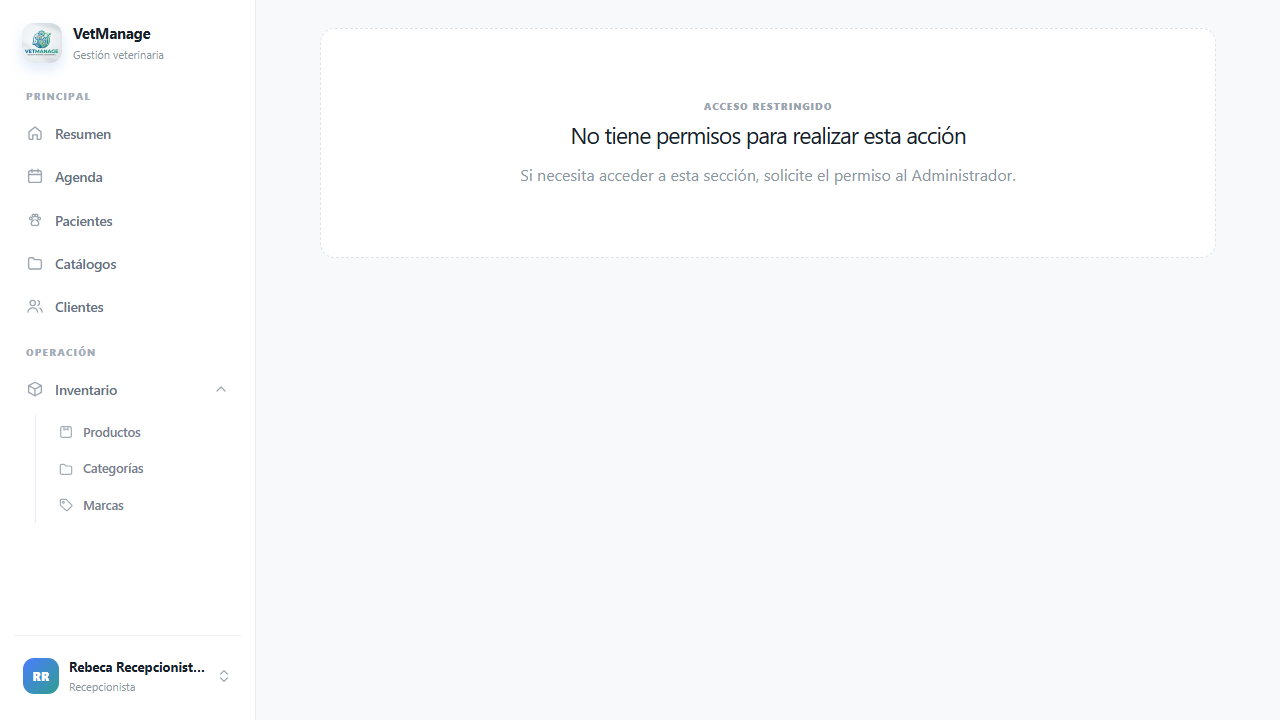 VetManage
Gestión veterinaria
PRINCIPAL
Resumen
Agenda
Pacientes
Catálogos
Clientes
OPERACIÓN
Inventario
Productos
Categorías
Marcas
RR
Rebeca Recepcionist...
Recepcionista
ACCESO RESTRINGIDO
No tiene permisos para realizar esta acción
Si necesita acceder a esta sección, solicite el permiso al Administrador.